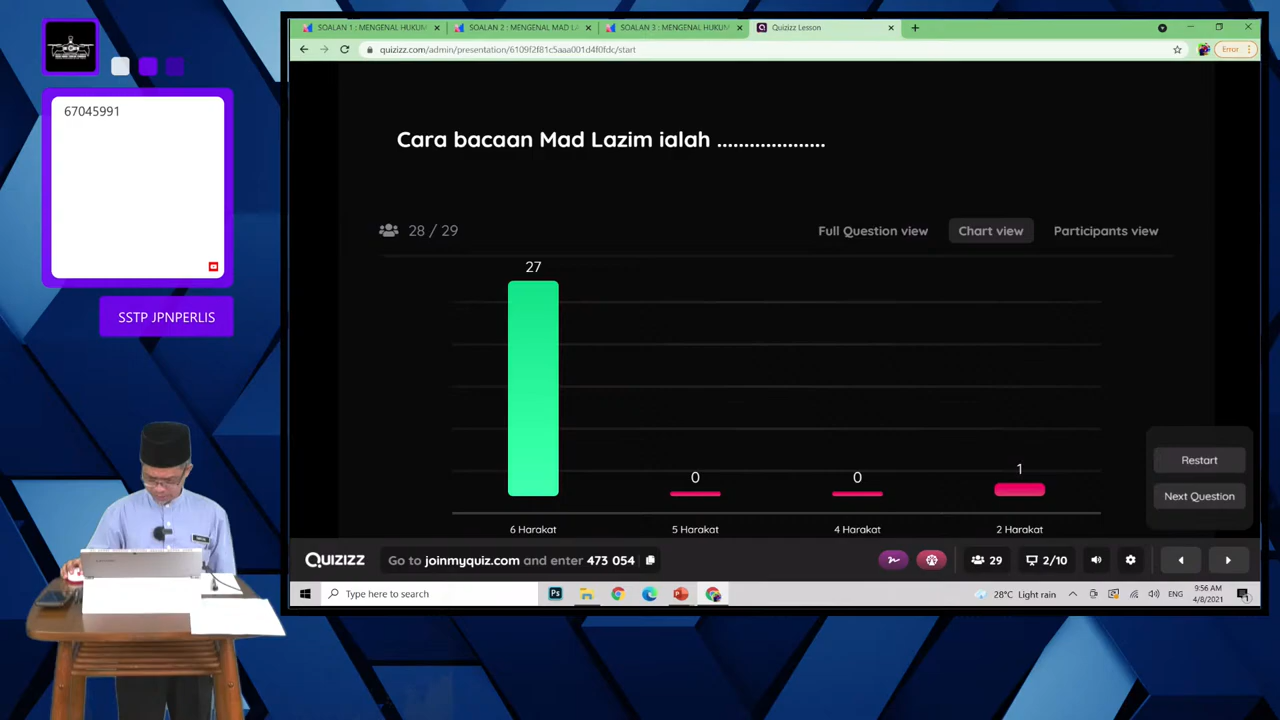 67045991
SSTP JPNPERLIS
SOALAN 1 : MENGENAL HUKUM
SOALAN 2 : MENGENAL MAD LA
SOALAN 3 : MENGENAL HUKUM
Quizizz Lesson
quizizz.com/admin/presentation/6109f2f81c5aaa001d4f0fdc/start
Error
Cara bacaan Mad Lazim ialah ....................
28 / 29
Full Question view
Chart view
Participants view
27
0
0
1
6 Harakat
5 Harakat
4 Harakat
2 Harakat
Restart
Next Question
Quizizz
Go to joinmyquiz.com and enter 473 054
29
2/10
Type here to search
Ps
28°C Light rain
ENG
9:56 AM
4/8/2021
1